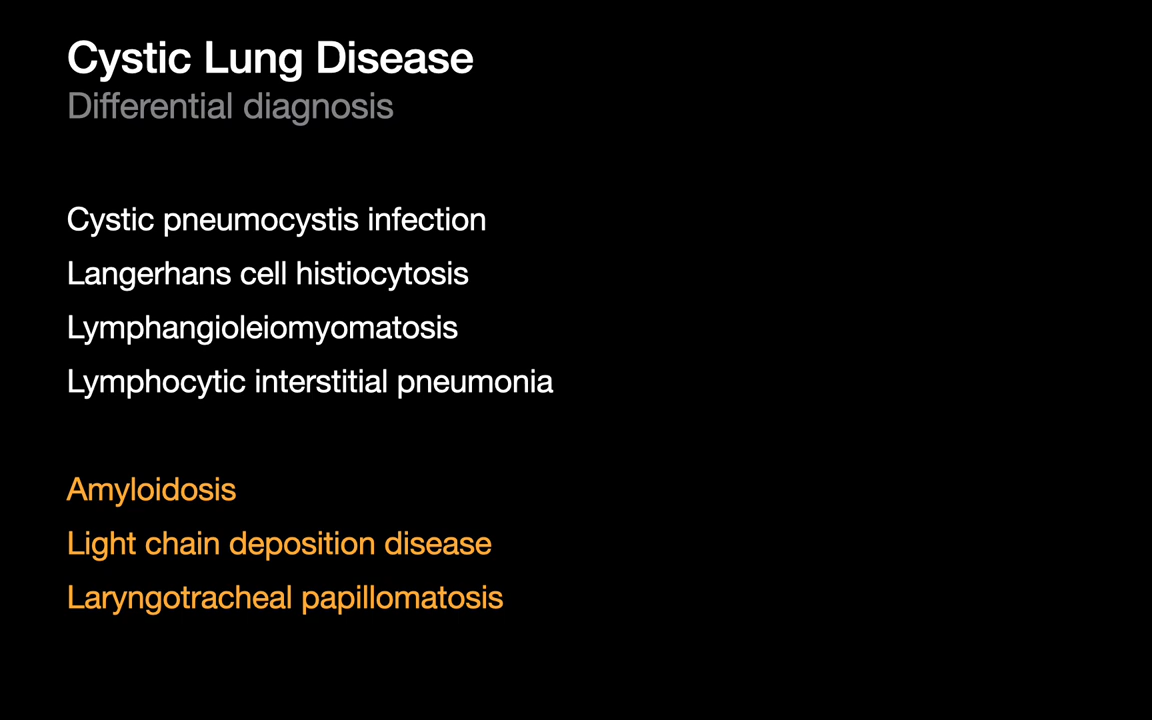 Cystic Lung Disease
Differential diagnosis
Cystic pneumocystis infection
Langerhans cell histiocytosis
Lymphangioleiomyomatosis
Lymphocytic interstitial pneumonia
Amyloidosis
Light chain deposition disease
Laryngotracheal papillomatosis